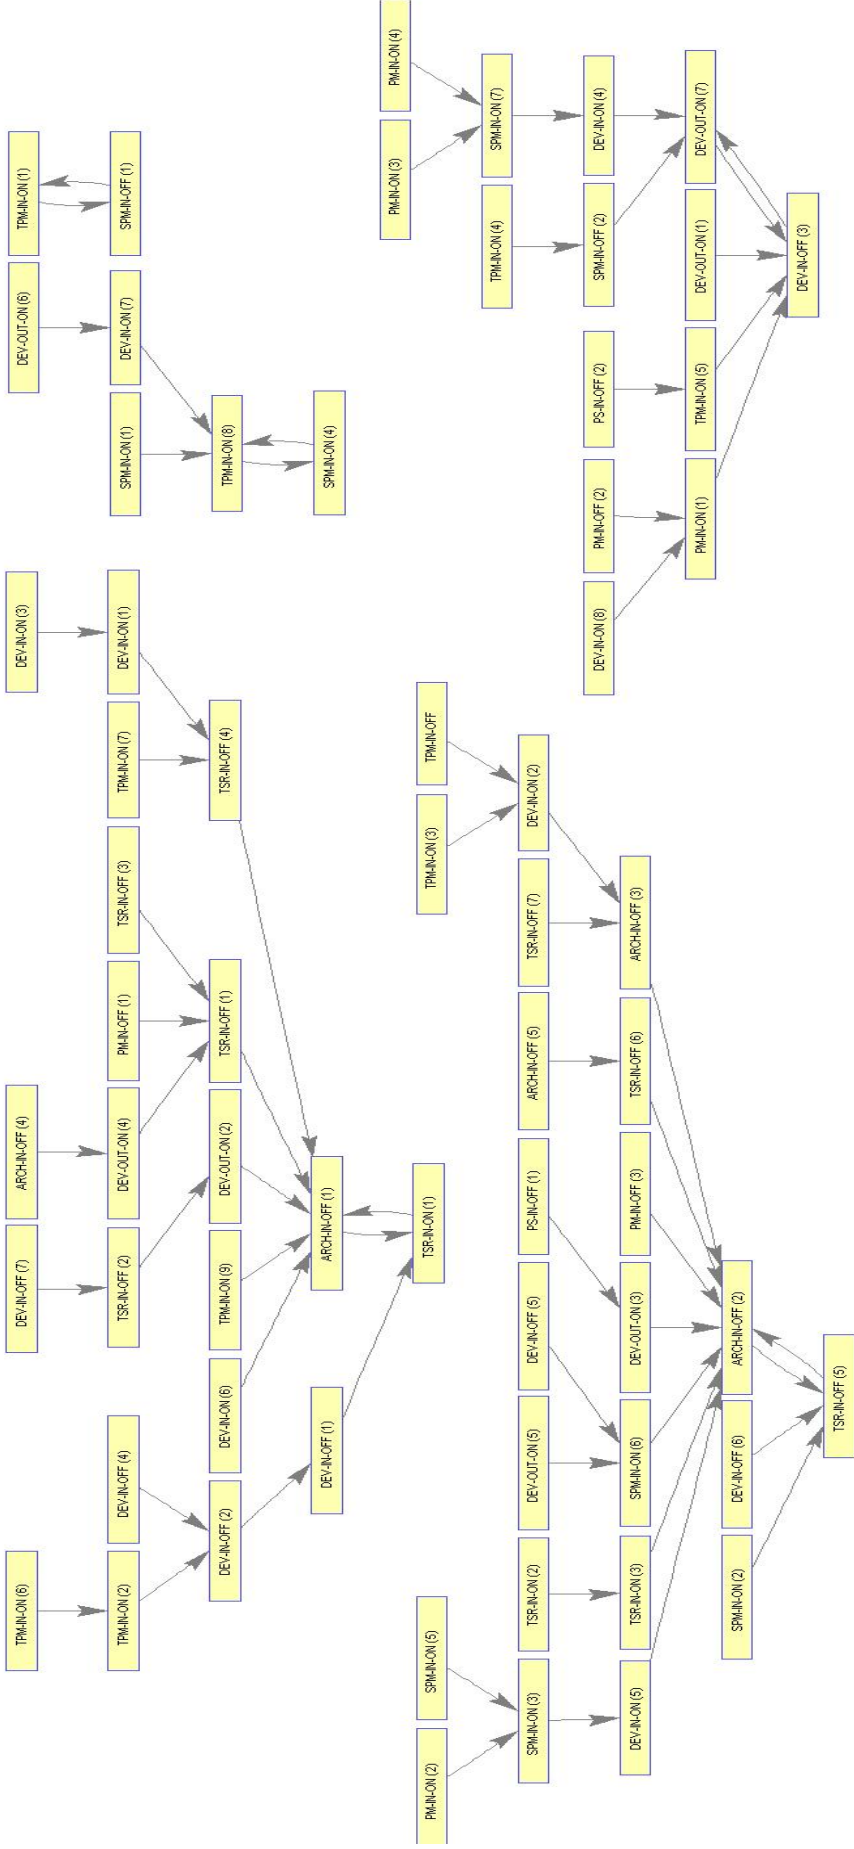 TPM-IN-ON (6)
DEV-IN-OFF (7)
ARCH-IN-OFF (4)
DEV-IN-ON (3)
TPM-IN-ON (2)
DEV-IN-OFF (4)
TSR-IN-OFF (2)
DEV-OUT-ON (4)
PM-IN-OFF (1)
TSR-IN-OFF (3)
TPM-IN-ON (7)
DEV-IN-ON (1)
DEV-IN-OFF (2)
DEV-IN-ON (6)
TPM-IN-ON (9)
DEV-OUT-ON (2)
TSR-IN-OFF (1)
TSR-IN-OFF (4)
DEV-IN-OFF (1)
ARCH-IN-OFF (1)
TSR-IN-ON (1)
DEV-OUT-ON (6)
TPM-IN-ON (1)
SPM-IN-ON (1)
DEV-IN-ON (7)
SPM-IN-OFF (1)
TPM-IN-ON (8)
SPM-IN-ON (4)
PM-IN-ON (2)
SPM-IN-ON (5)
TPM-IN-ON (3)
TPM-IN-OFF
SPM-IN-ON (3)
TSR-IN-ON (2)
DEV-OUT-ON (5)
DEV-IN-OFF (5)
PS-IN-OFF (1)
ARCH-IN-OFF (5)
TSR-IN-OFF (7)
DEV-IN-ON (2)
DEV-IN-ON (5)
TSR-IN-ON (3)
SPM-IN-ON (6)
DEV-OUT-ON (3)
PM-IN-OFF (3)
TSR-IN-OFF (6)
ARCH-IN-OFF (3)
SPM-IN-ON (2)
DEV-IN-OFF (6)
ARCH-IN-OFF (2)
TSR-IN-OFF (5)
PM-IN-ON (3)
PM-IN-ON (4)
TPM-IN-ON (4)
SPM-IN-ON (7)
DEV-IN-ON (8)
PM-IN-OFF (2)
PS-IN-OFF (2)
SPM-IN-OFF (2)
DEV-IN-ON (4)
PM-IN-ON (1)
TPM-IN-ON (5)
DEV-OUT-ON (1)
DEV-OUT-ON (7)
DEV-IN-OFF (3)